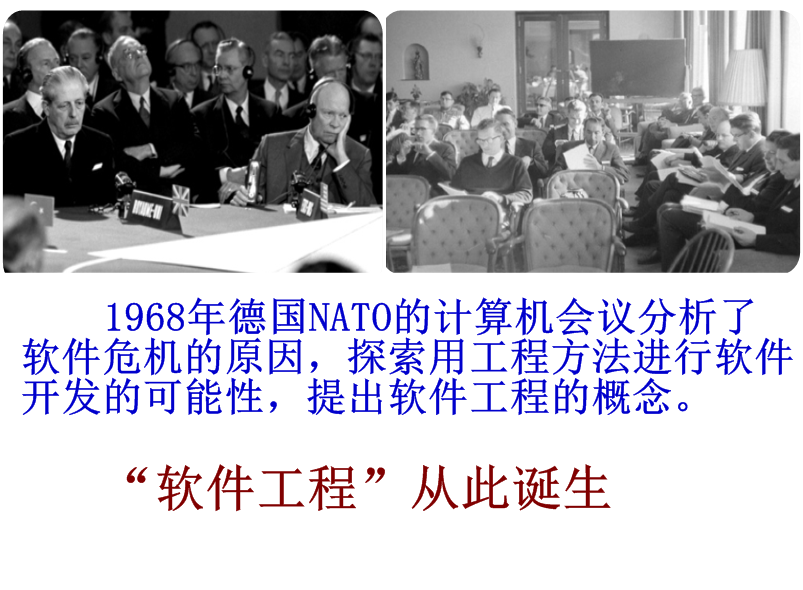 1968年德国NATO的计算机会议分析了
软件危机的原因，探索用工程方法进行软件
开发的可能性，提出软件工程的概念。
“软件工程”从此诞生